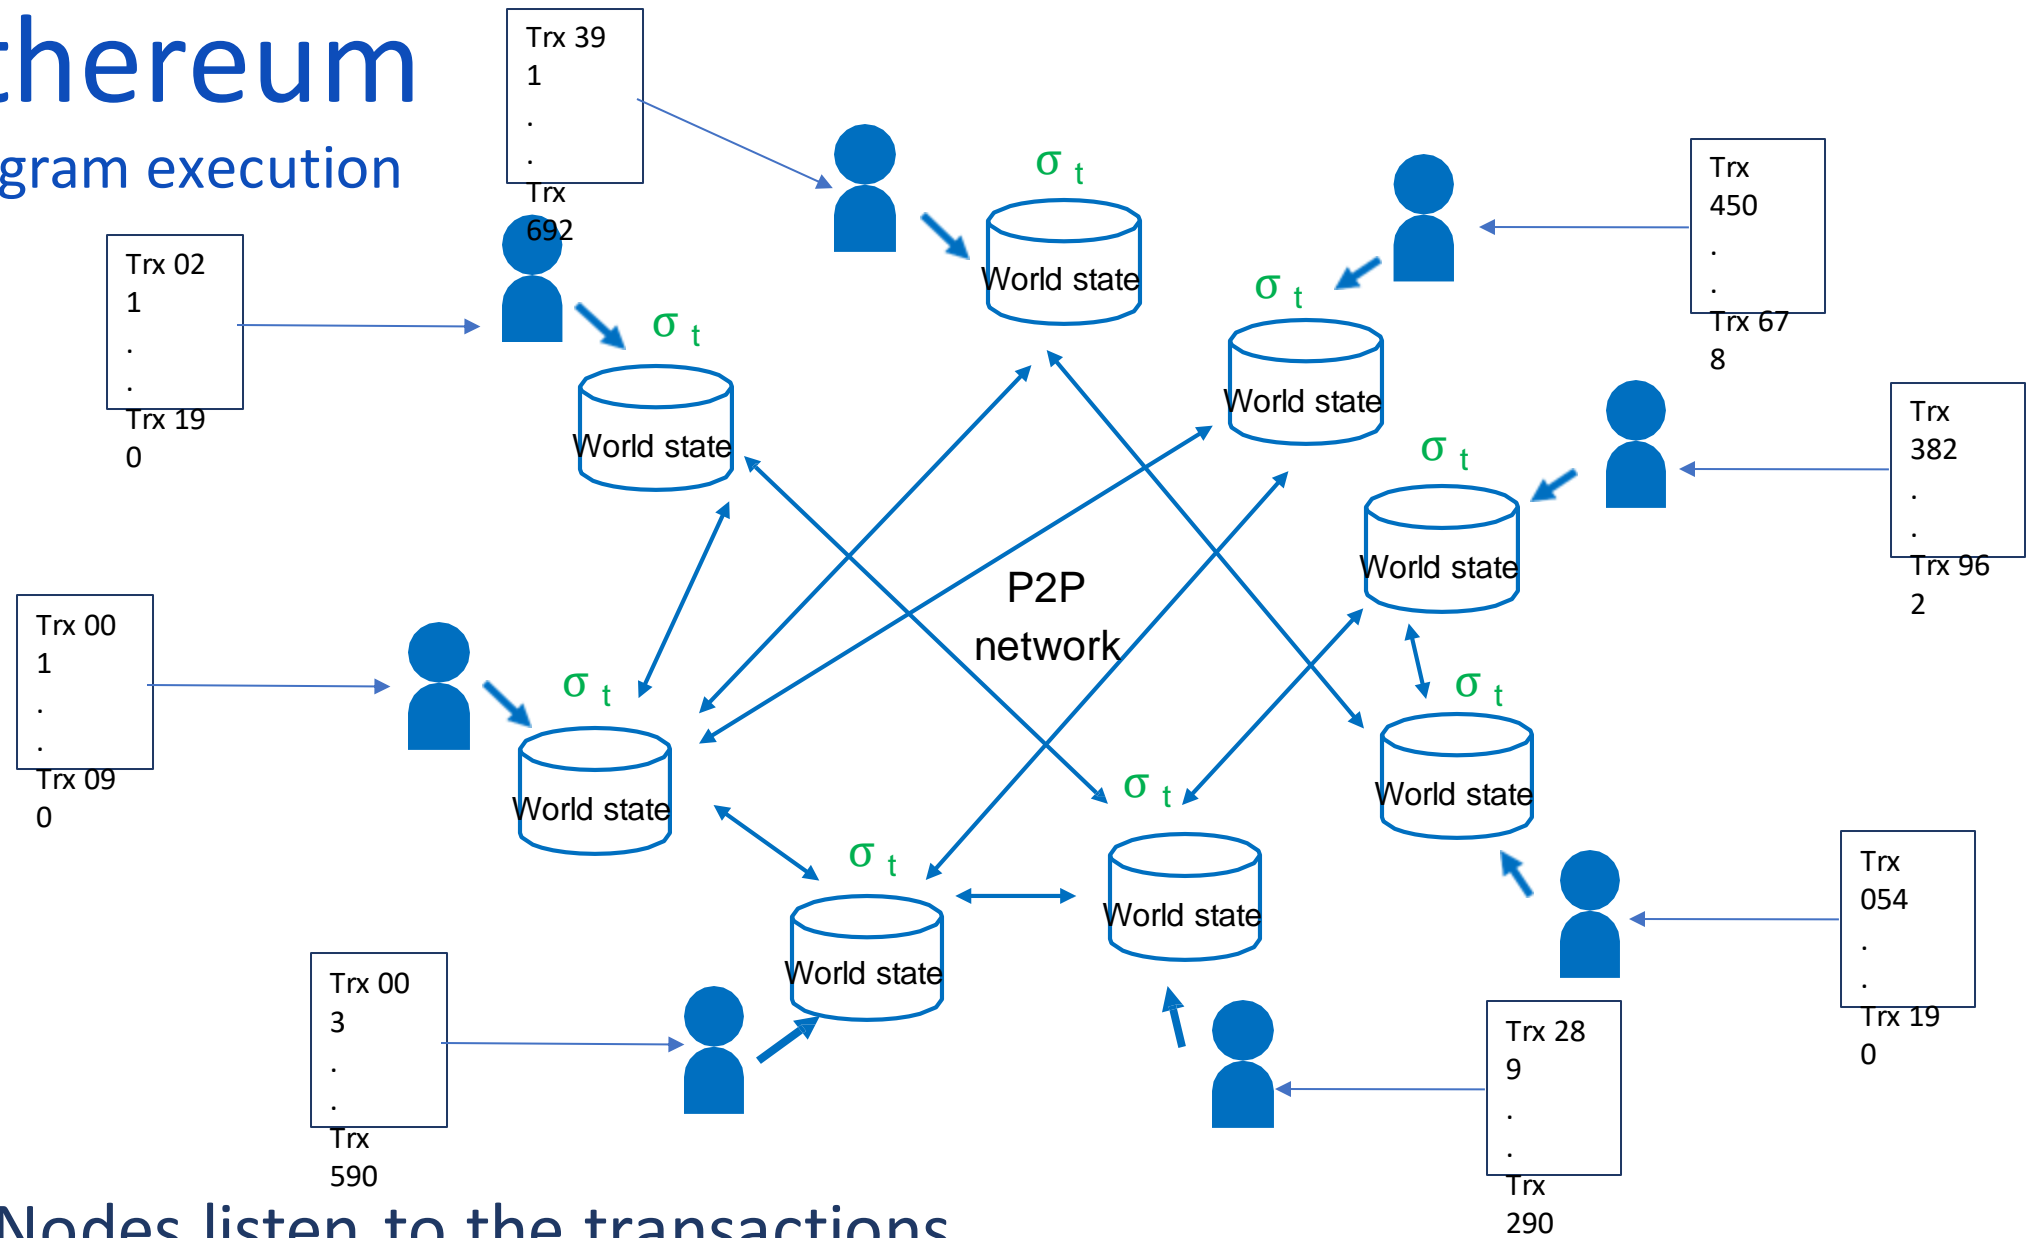 thereum
gram execution
Trx 39
1
.
.
.
Trx
692
σ t
World state
Trx
450
.
.
Trx 67
8
Trx 02
1
.
.
Trx 19
0
σ t
World state
σ t
World state
Trx
382
.
.
Trx 96
2
σ t
World state
P2P
network
Trx 00
1
.
.
Trx 09
0
σ t
World state
σ t
World state
σ t
World state
σ t
World state
Trx
054
.
.
Trx 19
0
Trx 00
3
.
.
Trx
590
Trx 28
9
.
.
Trx
290
Nodes listen to the transactions